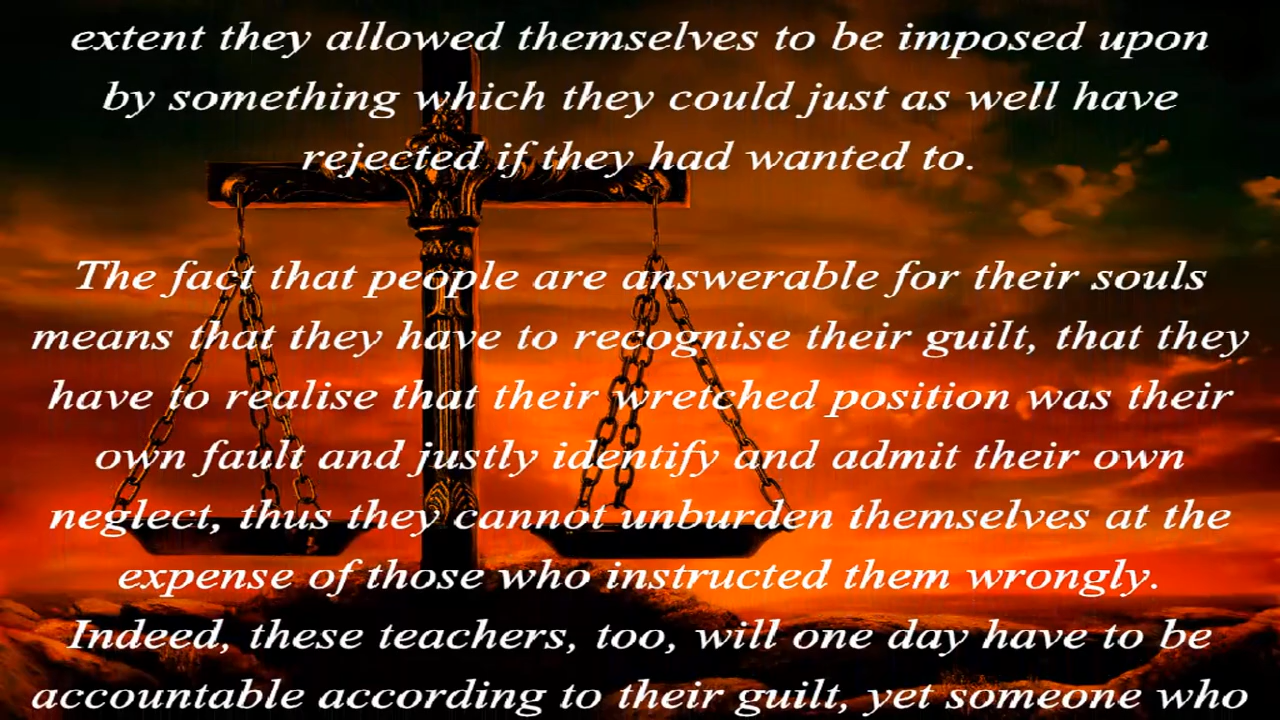 extent they allowed themselves to be imposed upon
by something which they could just as well have
rejected if they had wanted to.
The fact that people are answerable for their souls
means that they have to recognise their guilt, that they
have to realise that their wretched position was their
own fault and justly identify and admit their own
neglect, thus they cannot unburden themselves at the
expense of those who instructed them wrongly.
Indeed, these teachers, too, will one day have to be
accountable according to their guilt, yet someone who